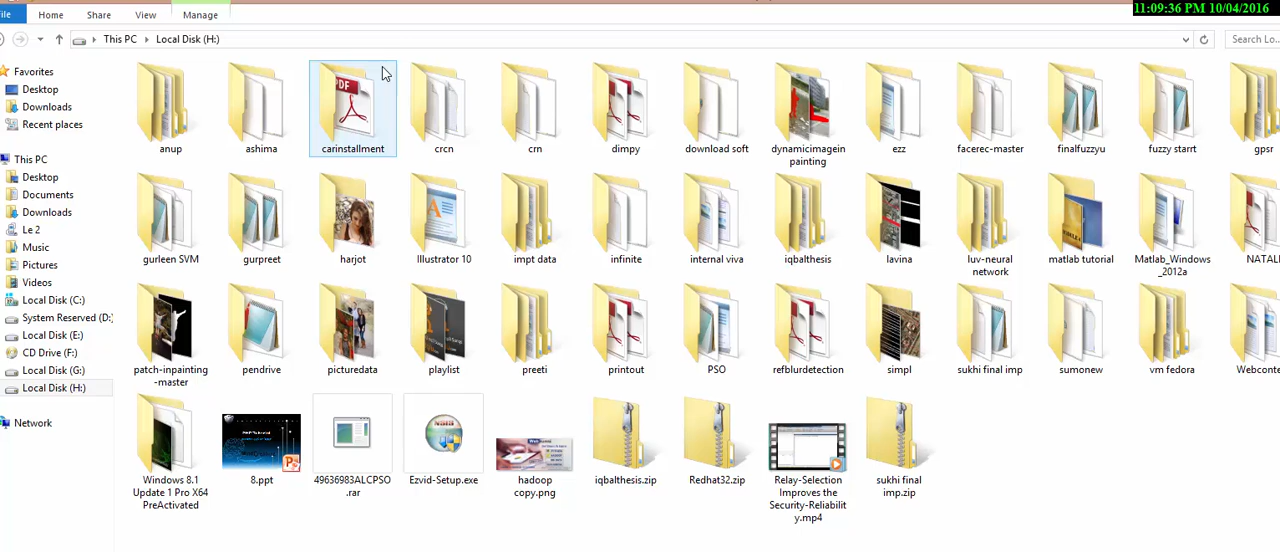 11:09:36 PM 10/04/2016
File Home Share View Manage
This PC Local Disk (H:) Search Lo...
Favorites
Desktop
Downloads
Recent places
This PC
Desktop
Documents
Downloads
Le 2
Music
Pictures
Videos
Local Disk (C:)
System Reserved (D:)
Local Disk (E:)
CD Drive (F:)
Local Disk (G:)
Local Disk (H:)
Network
anup
ashima
carinstallment
crcn
crn
dimpy
download soft
dynamicimagein
painting
ezz
facerec-master
finalfuzzyu
fuzzy starrt
gpsr
gurleen SVM
gurpreet
harjot
Illustrator 10
impt data
infinite
internal viva
iqbalthesis
lavina
luv-neural
network
matlab tutorial
Matlab_Windows
_2012a
NATALI
patch-inpainting
-master
pendrive
picturedata
playlist
preeti
printout
PSO
refblurdetection
simpl
sukhi final imp
sumonew
vm fedora
Webconte
Windows 8.1
Update 1 Pro X64
PreActivated
8.ppt
49636983ALCPSO
.rar
Ezvid-Setup.exe
hadoop
copy.png
iqbalthesis.zip
Redhat32.zip
Relay-Selection
Improves the
Security-Reliabilit
y.mp4
sukhi final
imp.zip